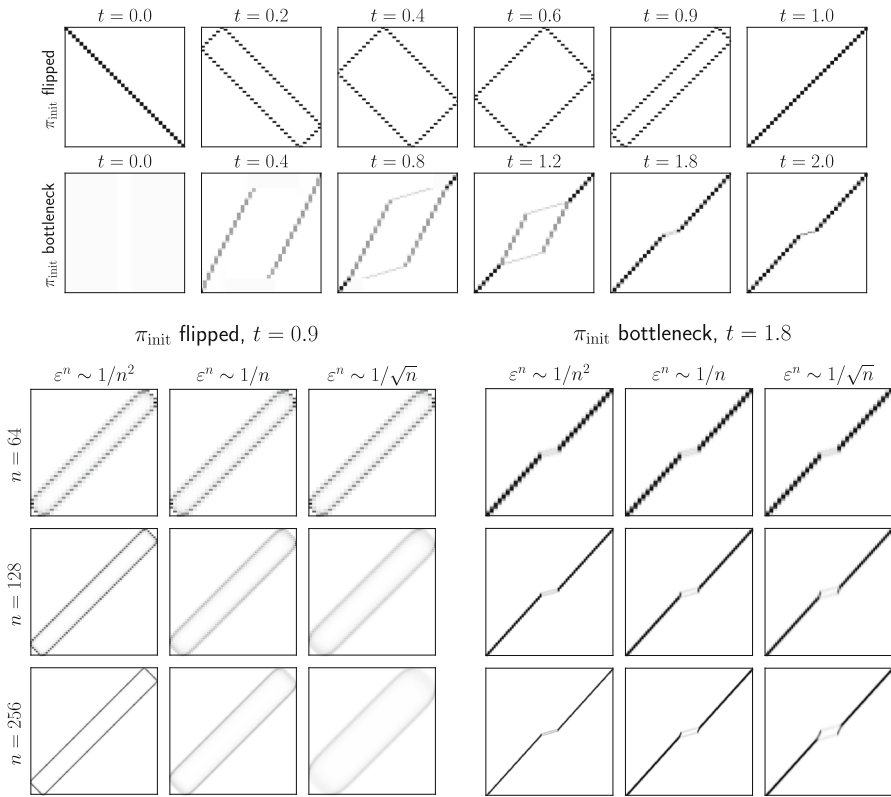 t = 0.0 t = 0.2 t = 0.4 t = 0.6 t = 0.9 t = 1.0
π_init flipped
t = 0.0 t = 0.4 t = 0.8 t = 1.2 t = 1.8 t = 2.0
π_init bottleneck
π_init flipped, t = 0.9 π_init bottleneck, t = 1.8
ε^n ∼ 1/n² ε^n ∼ 1/n ε^n ∼ 1/√n ε^n ∼ 1/n² ε^n ∼ 1/n ε^n ∼ 1/√n
n = 64
n = 128
n = 256